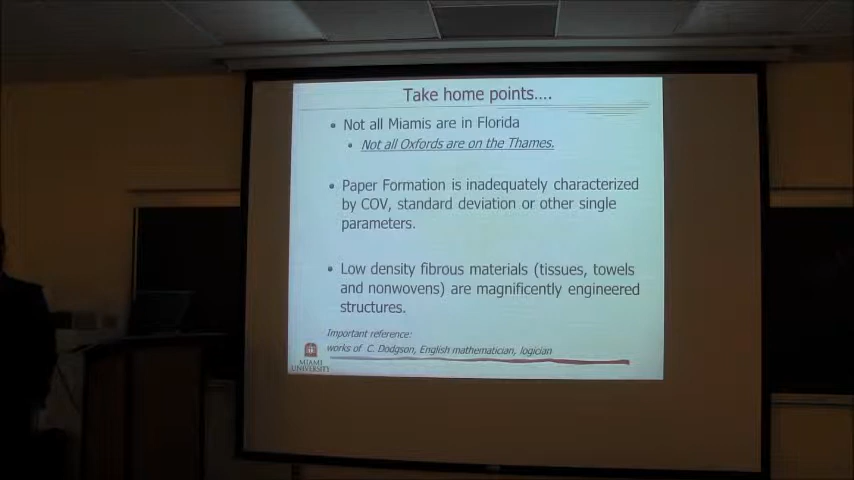 Take home points....
• Not all Miamis are in Florida
• Not all Oxfords are on the Thames.
• Paper Formation is inadequately characterized
by COV, standard deviation or other single
parameters.
• Low density fibrous materials (tissues, towels
and nonwovens) are magnificently engineered
structures.
Important reference:
works of C. Dodgson, English mathematician, logician
MIAMI
UNIVERSITY